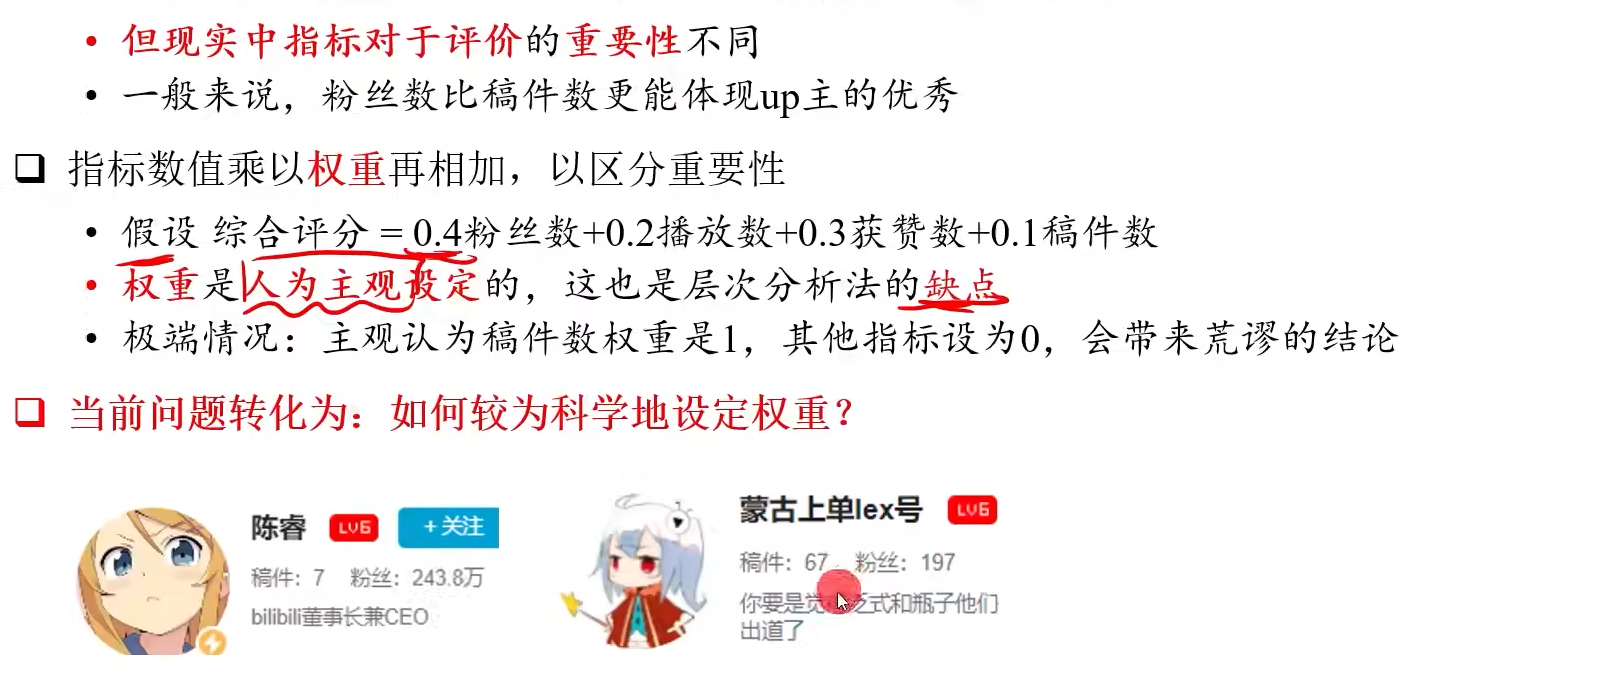 • 但现实中指标对于评价的重要性不同
• 一般来说，粉丝数比稿件数更能体现up主的优秀
❑ 指标数值乘以权重再相加，以区分重要性
• 假设 综合评分 = 0.4粉丝数+0.2播放数+0.3获赞数+0.1稿件数
• 权重是人为主观设定的，这也是层次分析法的缺点
• 极端情况：主观认为稿件数权重是1，其他指标设为0，会带来荒谬的结论
❑ 当前问题转化为：如何较为科学地设定权重？
陈睿 LV6 +关注
稿件：7 粉丝：243.8万
bilibili董事长兼CEO
蒙古上单lex号 LV6
稿件：67 粉丝：197
你要是觉 式和瓶子他们
出道了